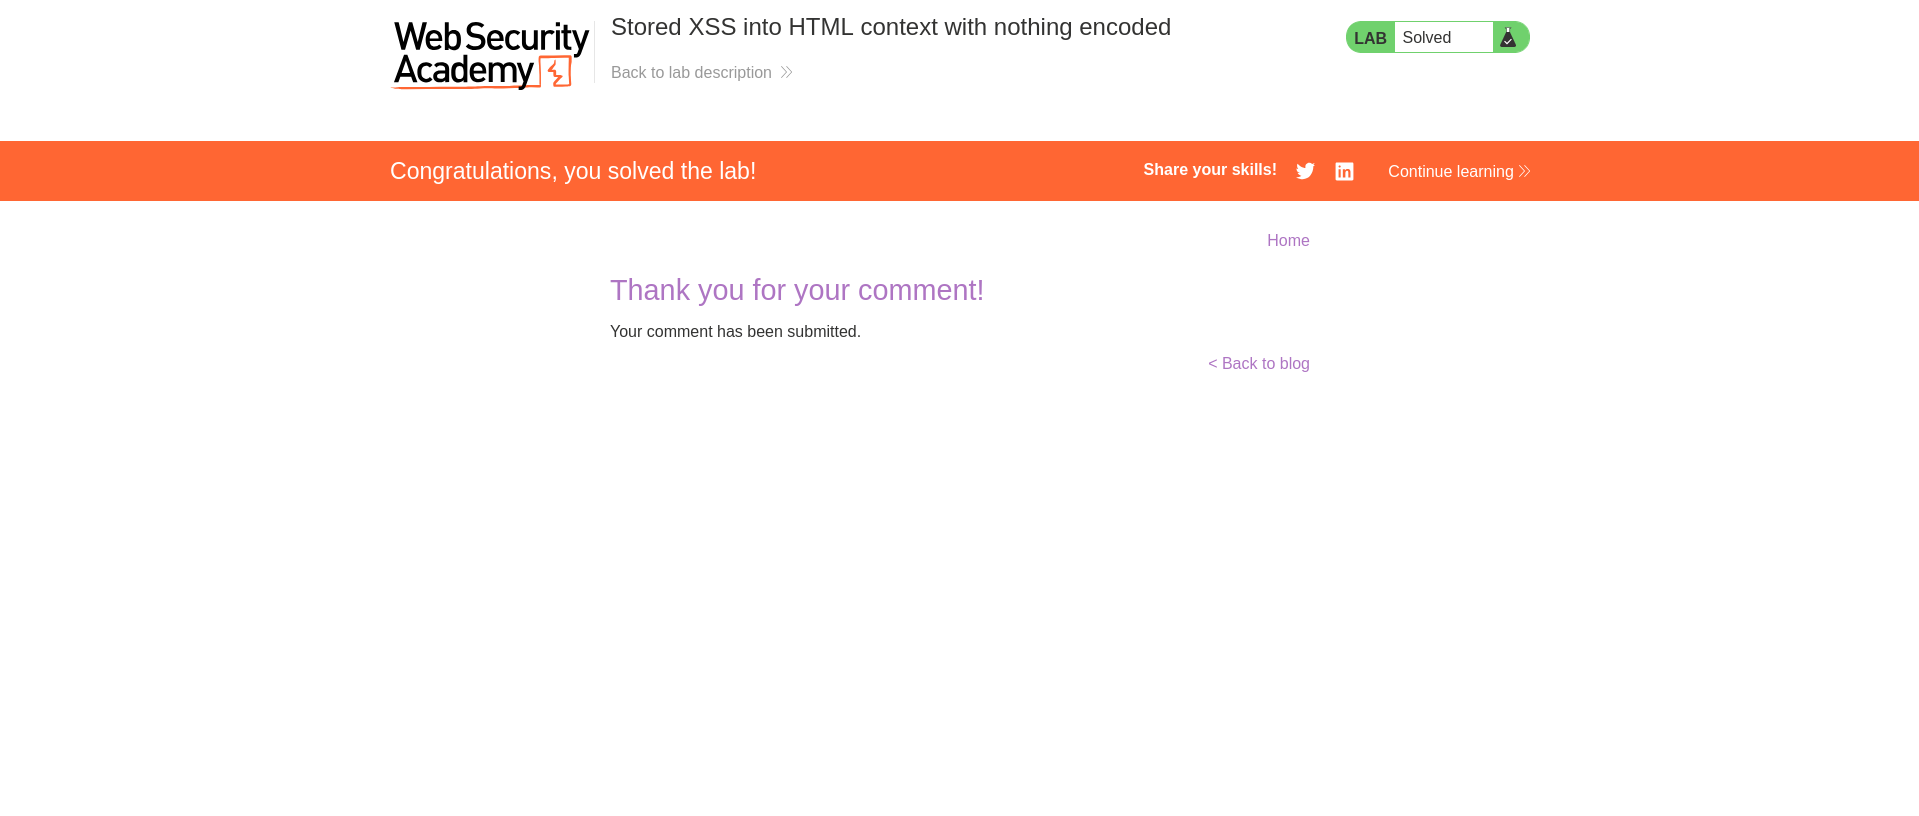 Web Security
Academy
Stored XSS into HTML context with nothing encoded
Back to lab description
LAB Solved
Congratulations, you solved the lab!
Share your skills!
Continue learning
Home
Thank you for your comment!
Your comment has been submitted.
< Back to blog